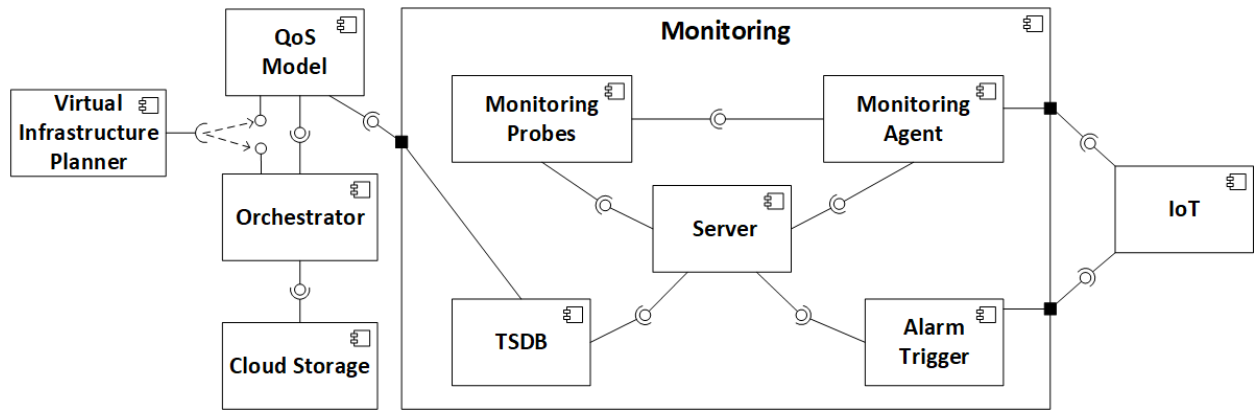 QoS
Model
Monitoring
Virtual
Infrastructure
Planner
Monitoring
Probes
Monitoring
Agent
Orchestrator
Server
IoT
Cloud Storage
TSDB
Alarm
Trigger